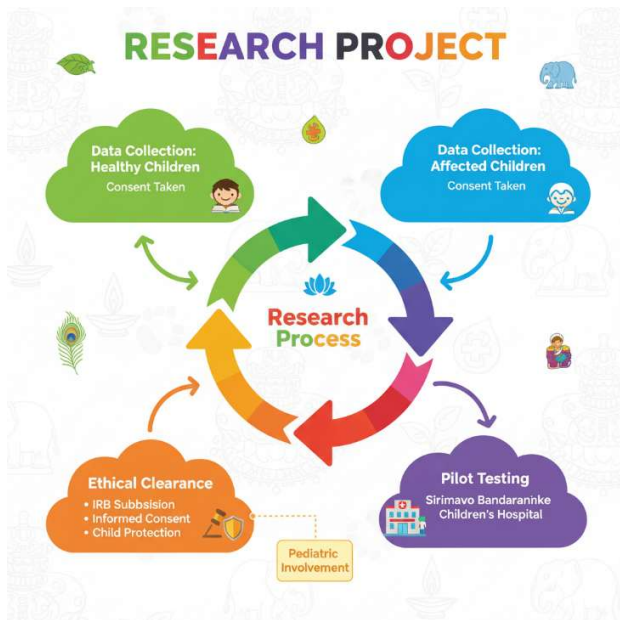 RESEARCH PROJECT
Data Collection:
Healthy Children
Consent Taken
Data Collection:
Affected Children
Consent Taken
Research
Process
Ethical Clearance
• IRB Subbsision
• Informed Consent
• Child Protection
Pilot Testing
Sirimavo Bandarannke
Children's Hospital
Pediatric
Involvement